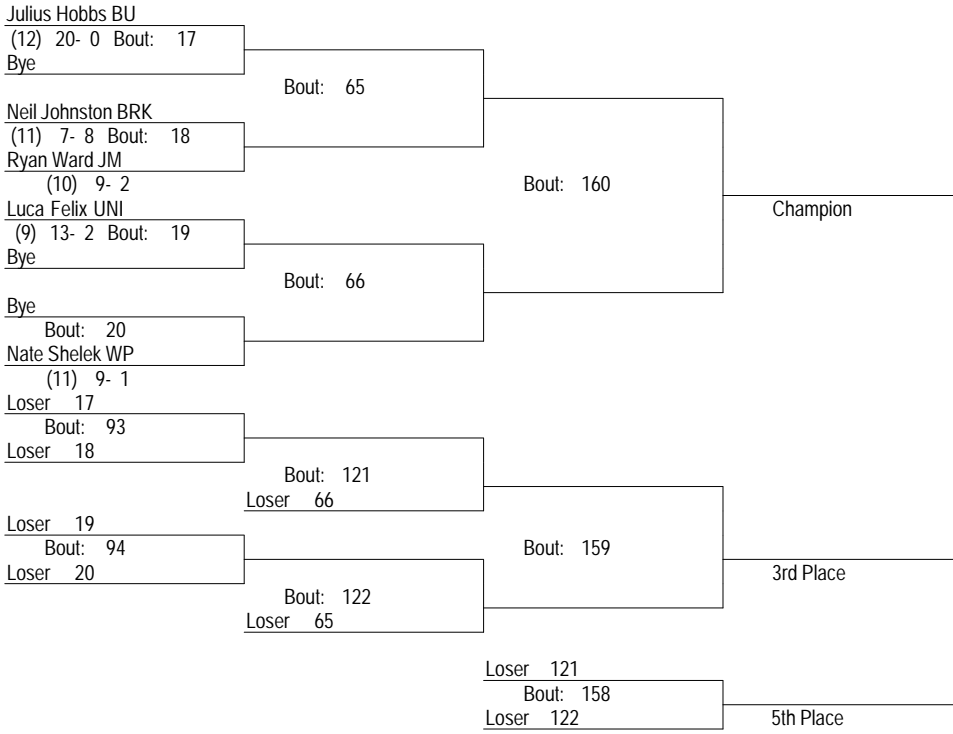 Julius Hobbs BU
(12) 20- 0 Bout: 17
Bye
Bout: 65
Neil Johnston BRK
(11) 7- 8 Bout: 18
Ryan Ward JM
(10) 9- 2
Bout: 160
Luca Felix UNI
Champion
(9) 13- 2 Bout: 19
Bye
Bout: 66
Bye
Bout: 20
Nate Shelek WP
(11) 9- 1
Loser 17
Bout: 93
Loser 18
Bout: 121
Loser 66
Loser 19
Bout: 94
Bout: 159
Loser 20
3rd Place
Bout: 122
Loser 65
Loser 121
Bout: 158
Loser 122
5th Place